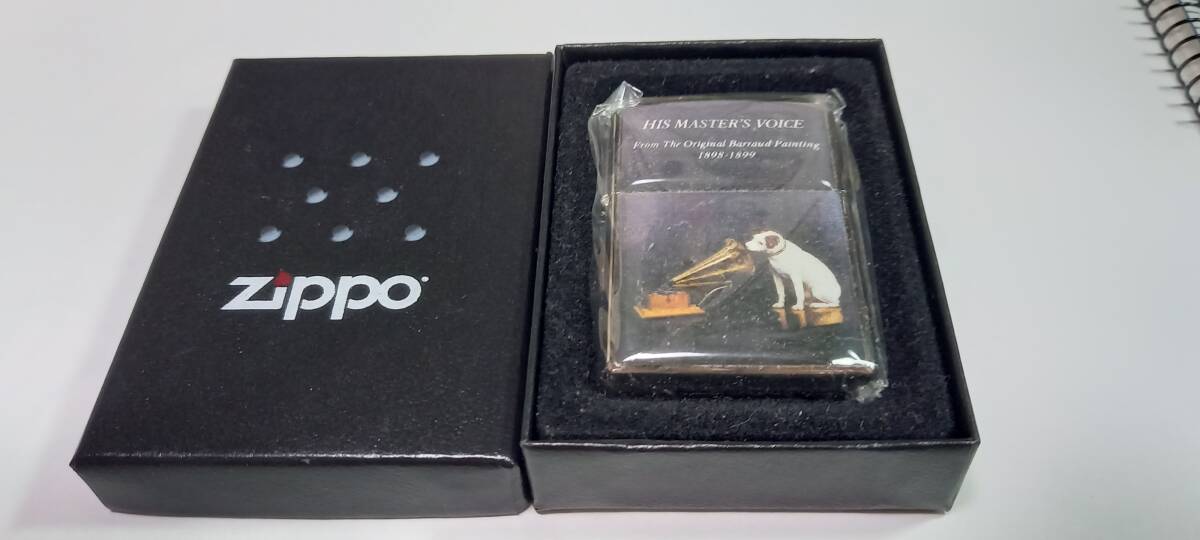 zippo
HIS MASTER'S VOICE
From The Original Barraud Painting
1898-1899